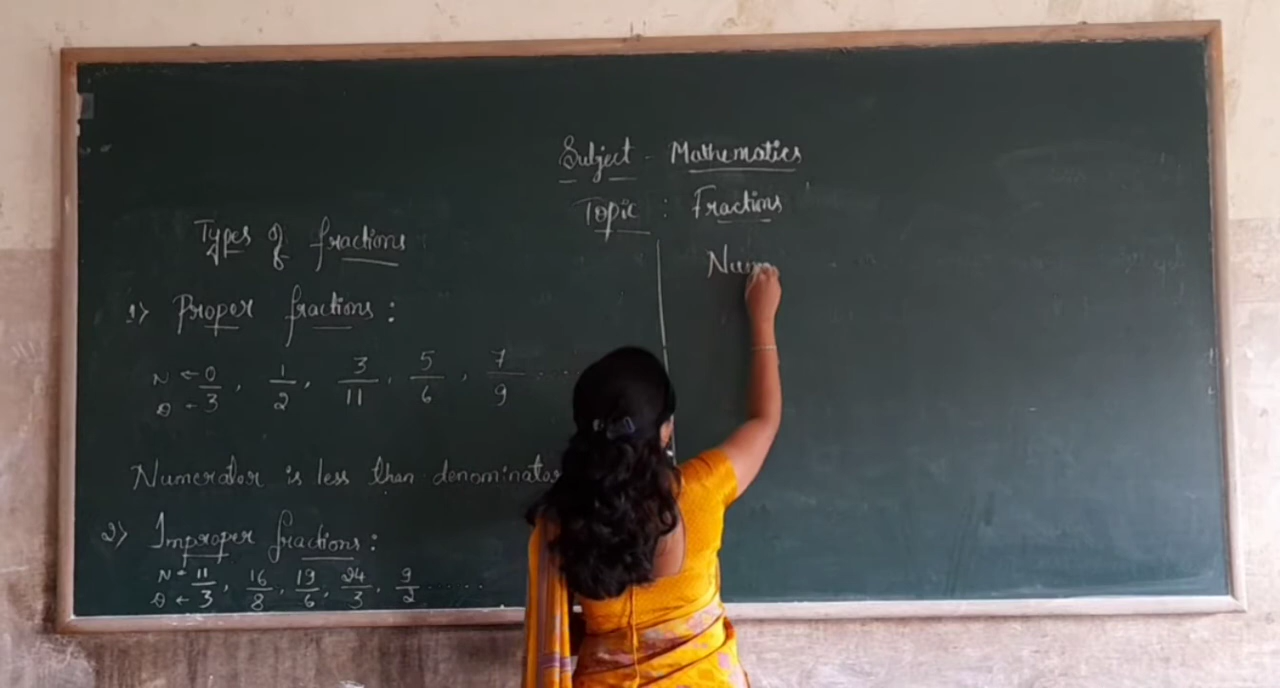 Subject - Mathematics
Topic : Fractions
Types of fractions
1) Proper fractions :
N ← 0/3, 1/2, 3/11, 5/6, 7/9 ...
D ←
Numerator is less than denominator
2) Improper fractions :
N ← 11/3, 16/8, 19/6, 24/3, 9/2 ......
D ←
Num